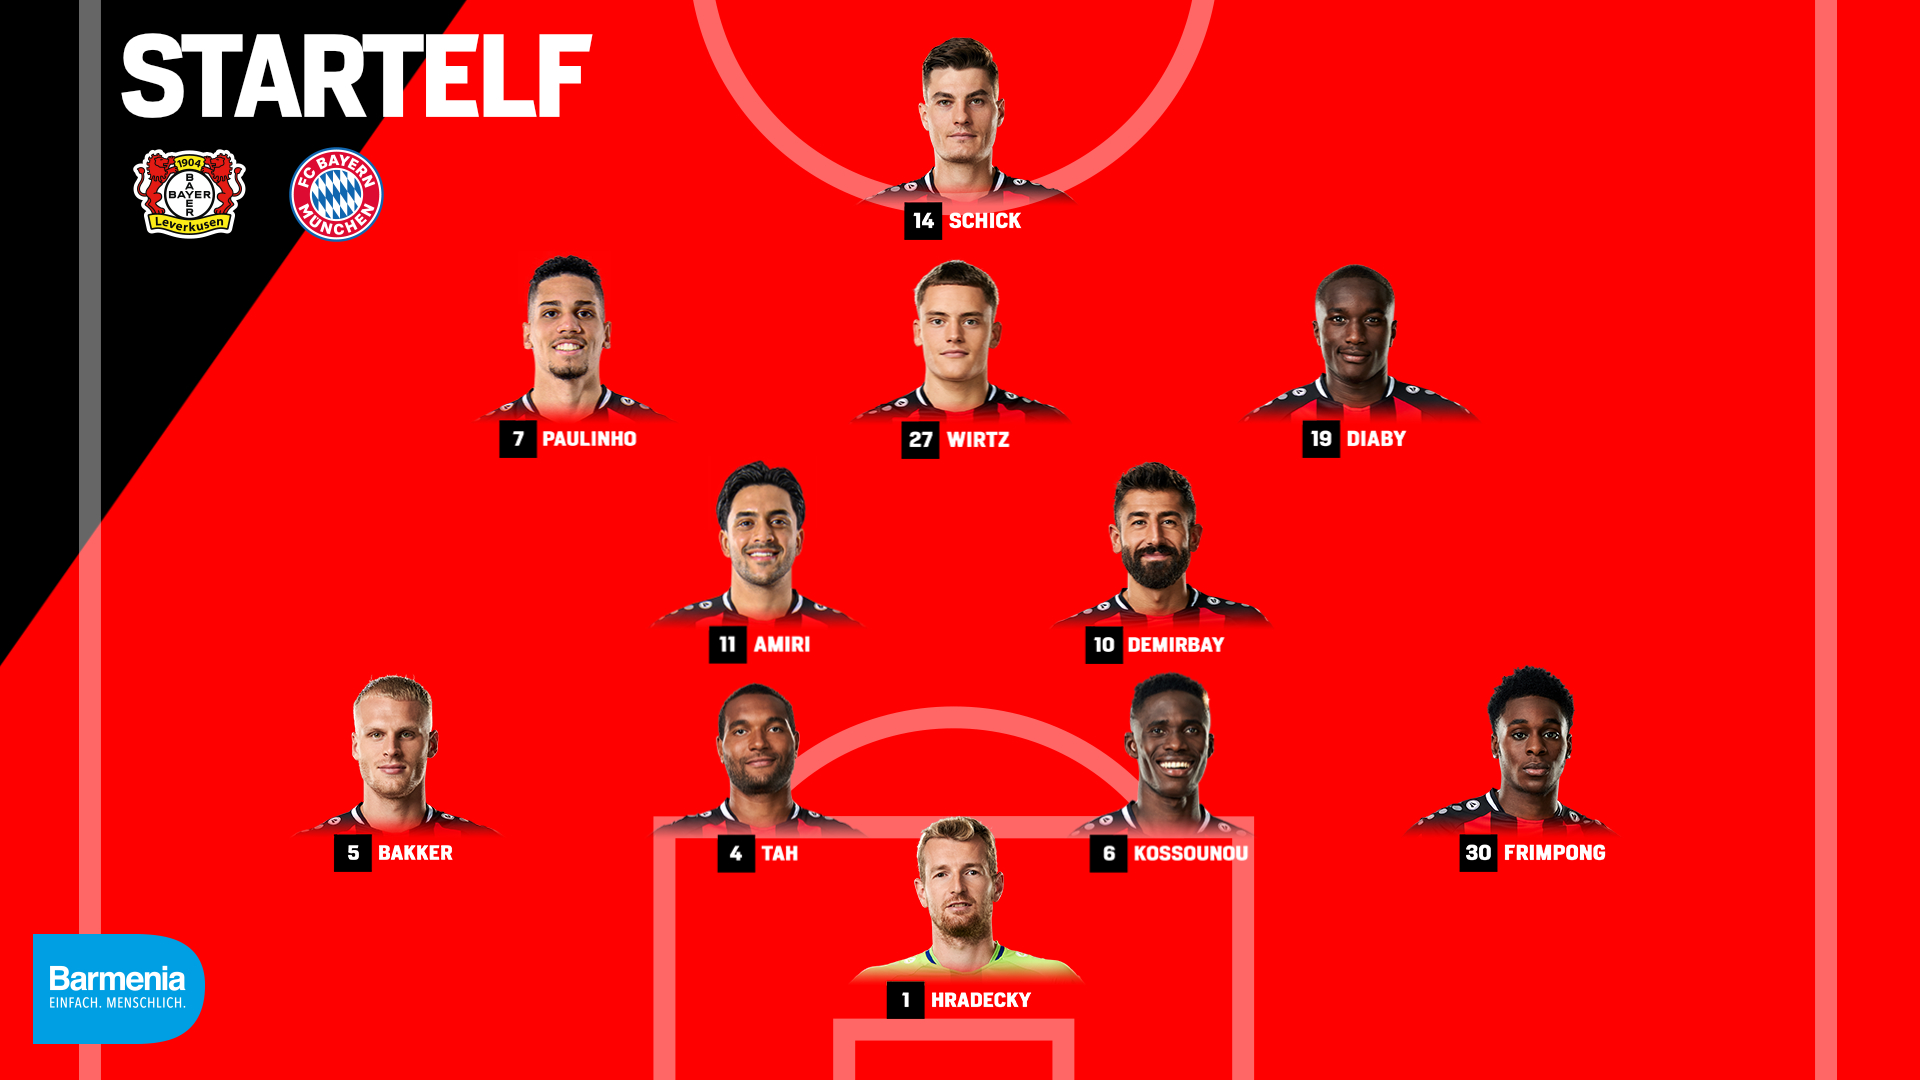 STARTELF
1904
BAYER
BAYER
Leverkusen
FC BAYERN
MÜNCHEN
14 SCHICK
7 PAULINHO
27 WIRTZ
19 DIABY
11 AMIRI
10 DEMIRBAY
5 BAKKER
4 TAH
6 KOSSOUNOU
30 FRIMPONG
1 HRADECKY
Barmenia
EINFACH. MENSCHLICH.